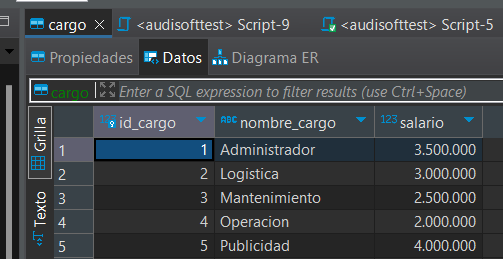 cargo <audisofttest> Script-9 <audisofttest> Script-5
Propiedades Datos Diagrama ER
cargo Enter a SQL expression to filter results (use Ctrl+Space)
Grilla
Texto
id_cargo ABC nombre_cargo 123 salario
1 1 Administrador 3.500.000
2 2 Logistica 3.000.000
3 3 Mantenimiento 2.500.000
4 4 Operacion 2.000.000
5 5 Publicidad 4.000.000